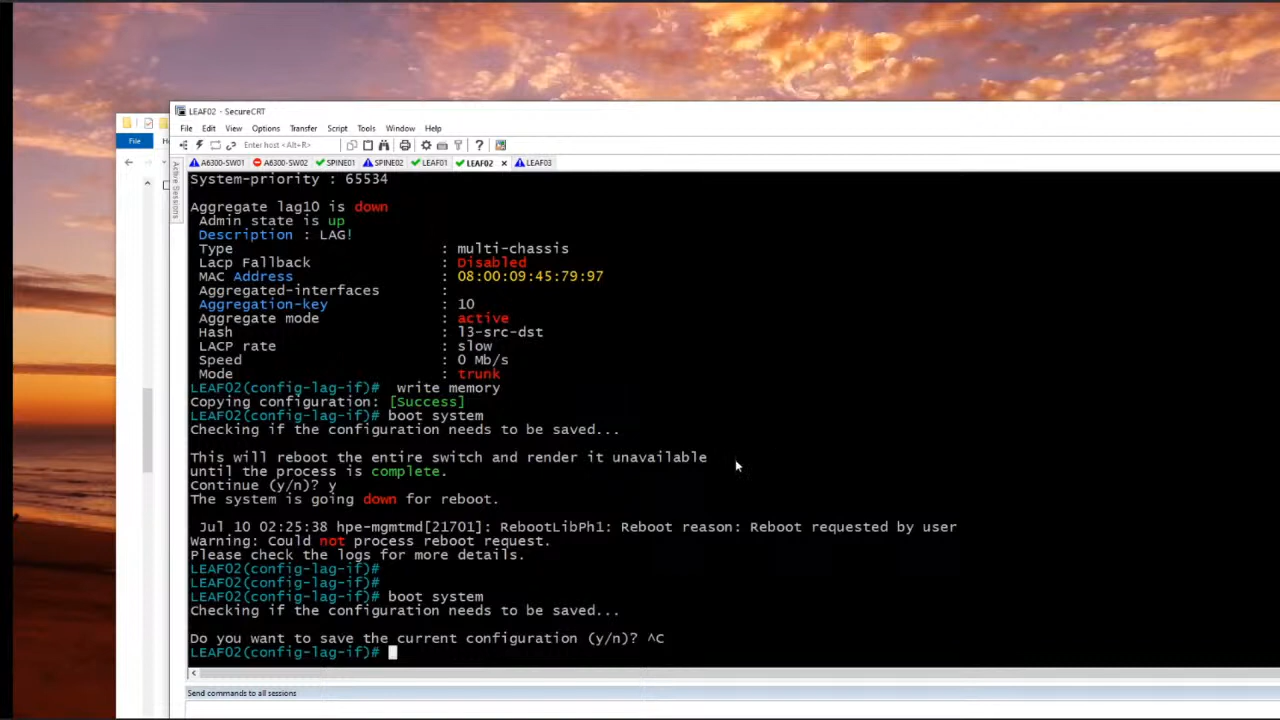 LEAF02 - SecureCRT
File Edit View Options Transfer Script Tools Window Help
File
Enter host <Alt+R>
A6300-SW01 A6300-SW02 SPINE01 SPINE02 LEAF01 LEAF02 LEAF03
Active Sessions
System-priority : 65534
Aggregate lag10 is down
Admin state is up
Description : LAG!
Type : multi-chassis
Lacp Fallback : Disabled
MAC Address : 08:00:09:45:79:97
Aggregated-interfaces :
Aggregation-key : 10
Aggregate mode : active
Hash : l3-src-dst
LACP rate : slow
Speed : 0 Mb/s
Mode : trunk
LEAF02(config-lag-if)# write memory
Copying configuration: [Success]
LEAF02(config-lag-if)# boot system
Checking if the configuration needs to be saved...
This will reboot the entire switch and render it unavailable
until the process is complete.
Continue (y/n)? y
The system is going down for reboot.
Jul 10 02:25:38 hpe-mgmtmd[21701]: RebootLibPh1: Reboot reason: Reboot requested by user
Warning: Could not process reboot request.
Please check the logs for more details.
LEAF02(config-lag-if)#
LEAF02(config-lag-if)#
LEAF02(config-lag-if)# boot system
Checking if the configuration needs to be saved...
Do you want to save the current configuration (y/n)? ^C
LEAF02(config-lag-if)#
Send commands to all sessions